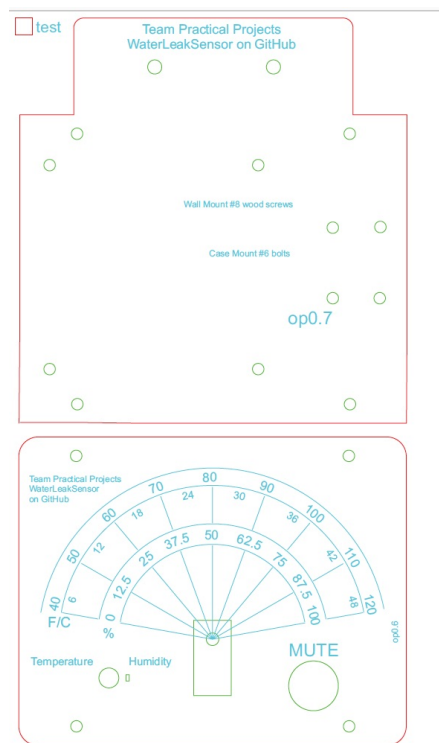 test
Team Practical Projects
WaterLeakSensor on GitHub
Wall Mount #8 wood screws
Case Mount #6 bolts
op0.7
Team Practical Projects
WaterLeakSensor
on GitHub
40 50 60 70 80 90 100 110 120
6 12 18 24 30 36 42 48
F/C
0 12.5 25 37.5 50 62.5 75 87.5 100
%
op0.6
MUTE
Temperature
Humidity